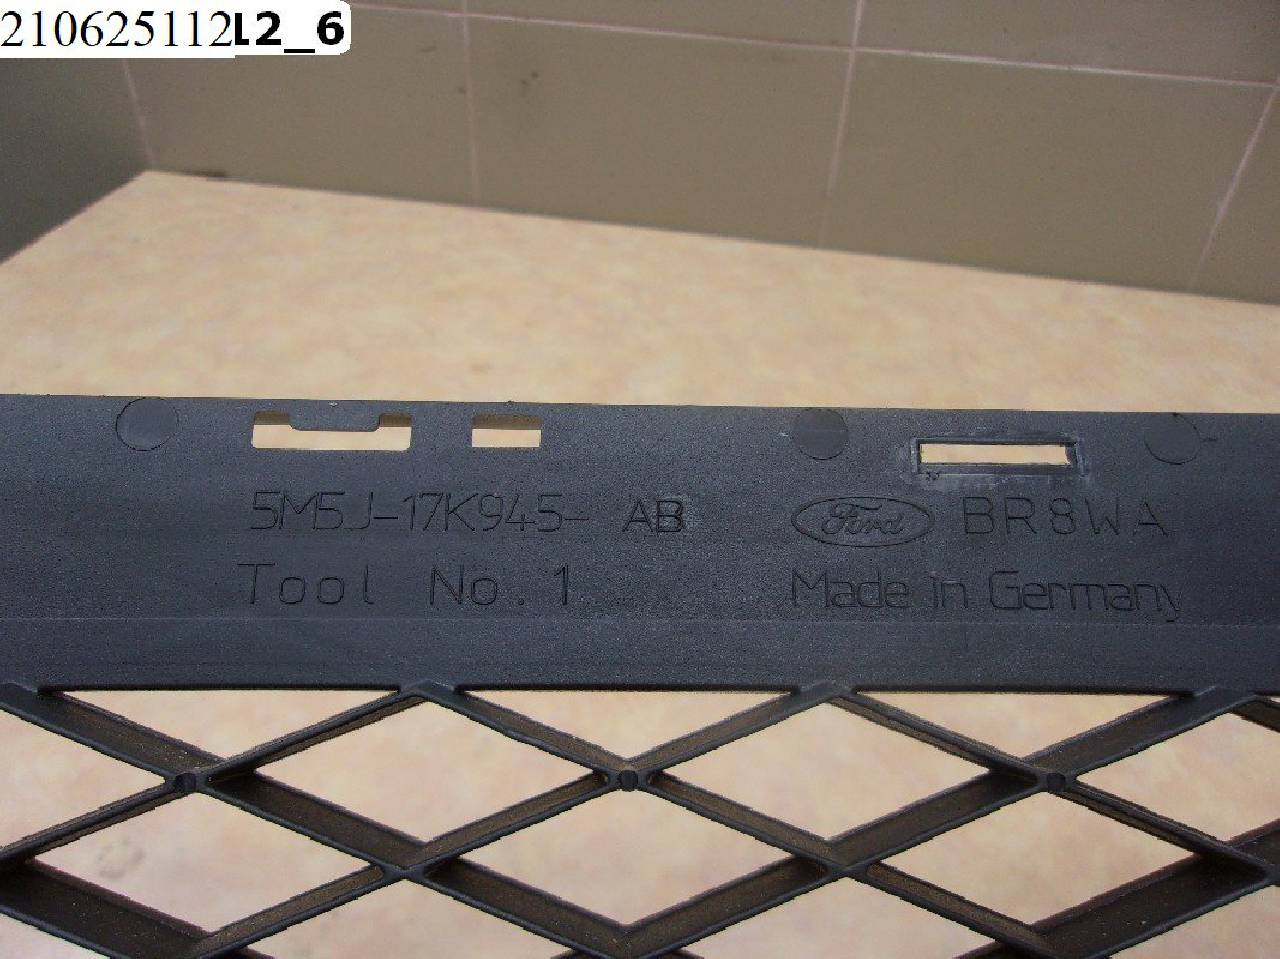 210625112L2_6
5M5J-17K945- AB
Ford BR8WA
Tool No.1
Made in Germany